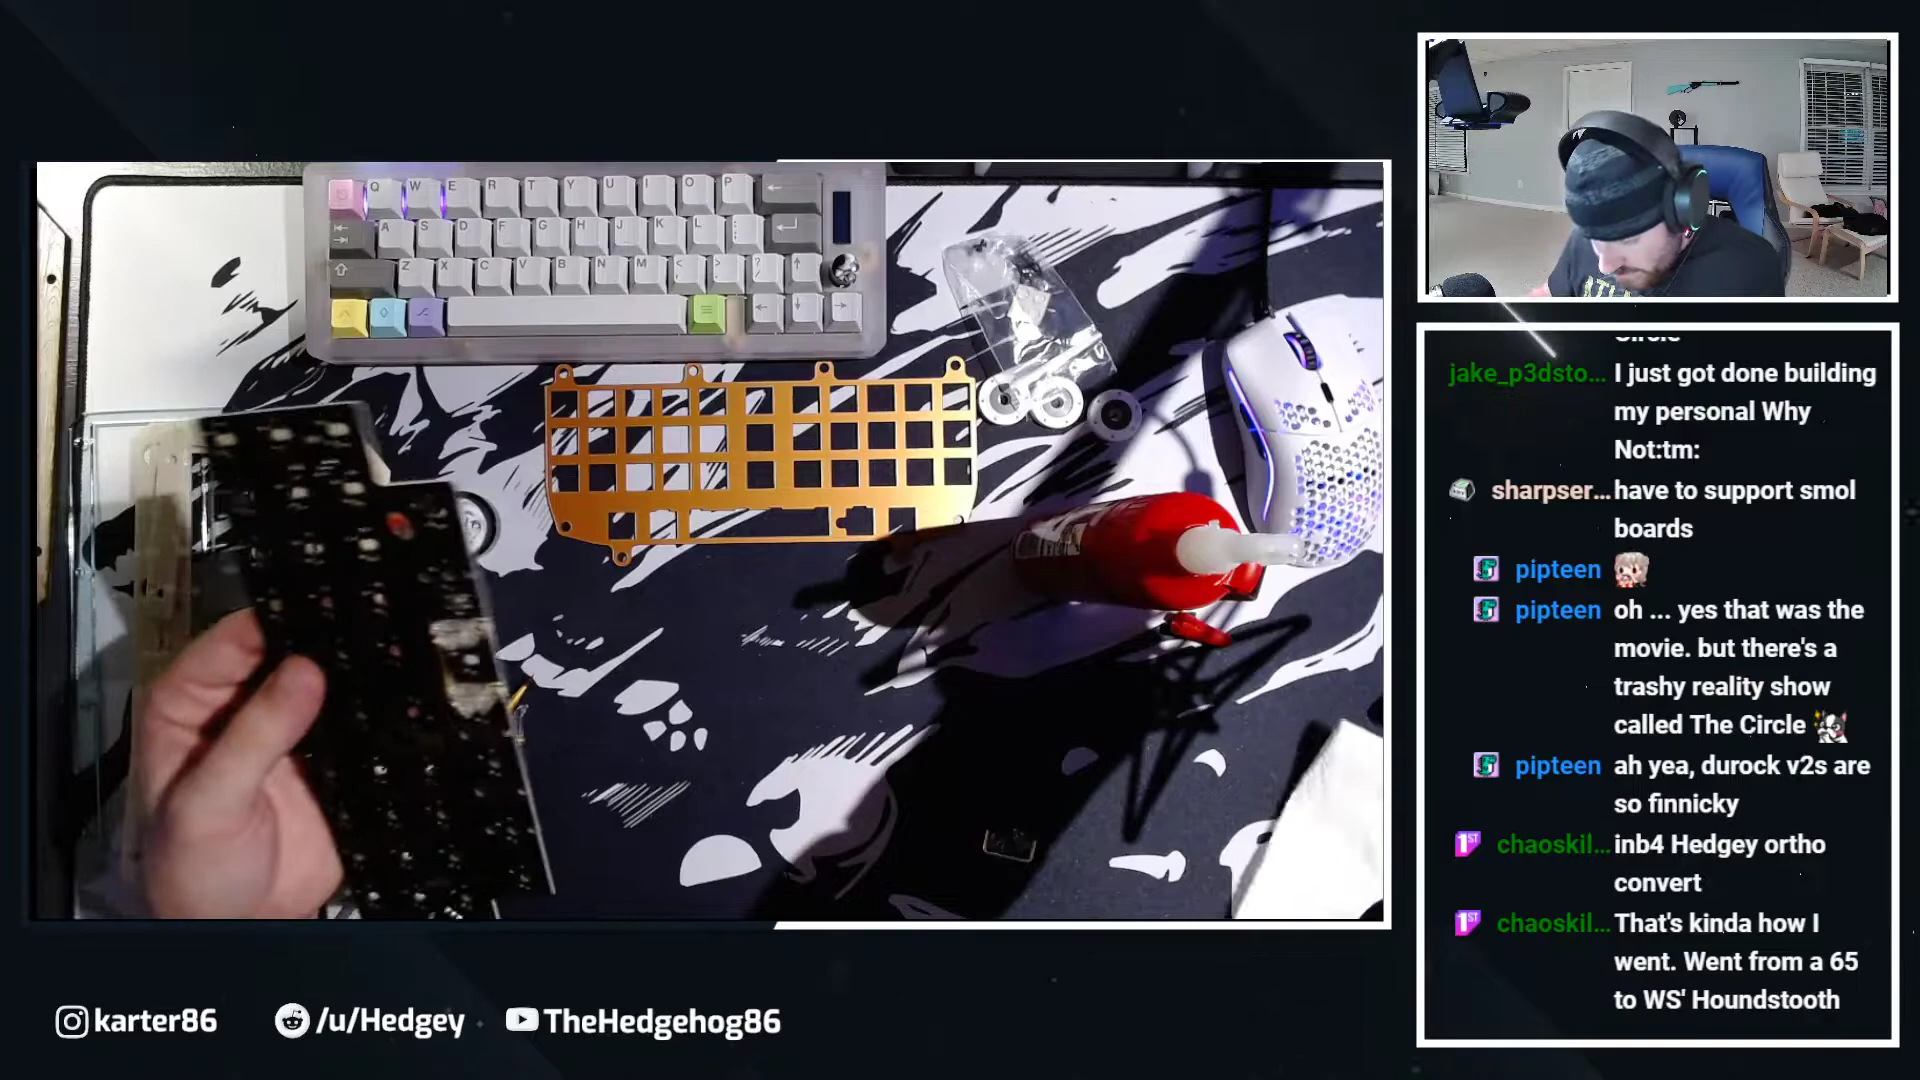 Q W E R T Y U I O P
A S D F G H J K L
Z X C V B N M
jake_p3dsto... I just got done building
my personal Why
Not:tm:
sharpser... have to support smol
boards
pipteen
pipteen oh ... yes that was the
movie. but there's a
trashy reality show
called The Circle
pipteen ah yea, durock v2s are
so finnicky
1ST chaoskil... inb4 Hedgey ortho
convert
1ST chaoskil... That's kinda how I
went. Went from a 65
to WS' Houndstooth
karter86 /u/Hedgey TheHedgehog86